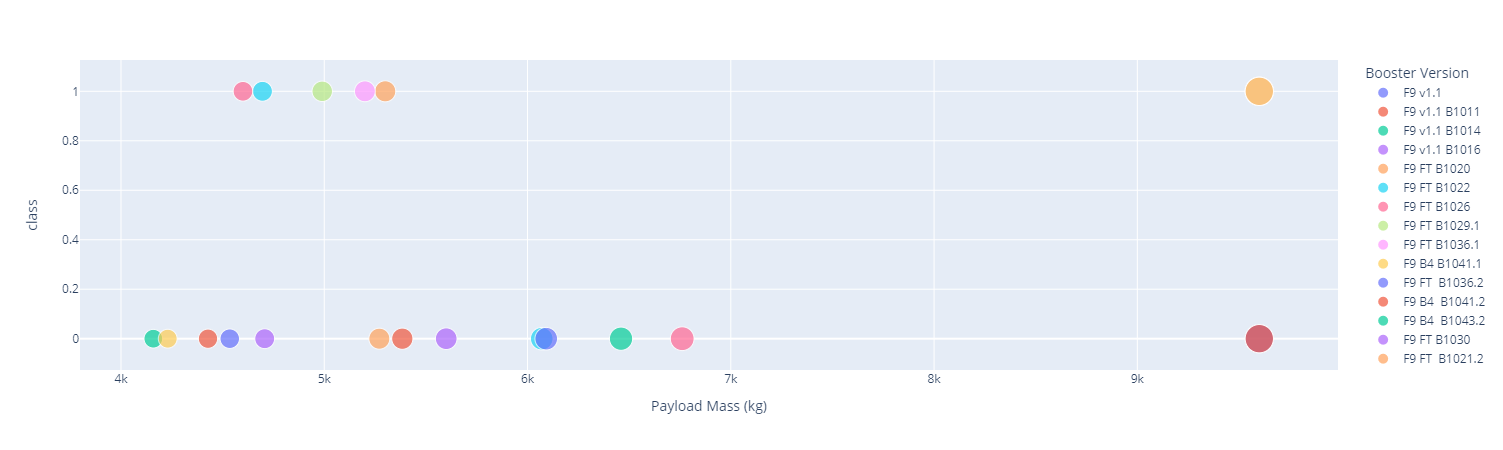 Booster Version
F9 v1.1
F9 v1.1 B1011
F9 v1.1 B1014
F9 v1.1 B1016
F9 FT B1020
F9 FT B1022
F9 FT B1026
F9 FT B1029.1
F9 FT B1036.1
F9 B4 B1041.1
F9 FT  B1036.2
F9 B4  B1041.2
F9 B4  B1043.2
F9 FT B1030
F9 FT  B1021.2
1
0.8
0.6
0.4
0.2
0
class
4k 5k 6k 7k 8k 9k
Payload Mass (kg)